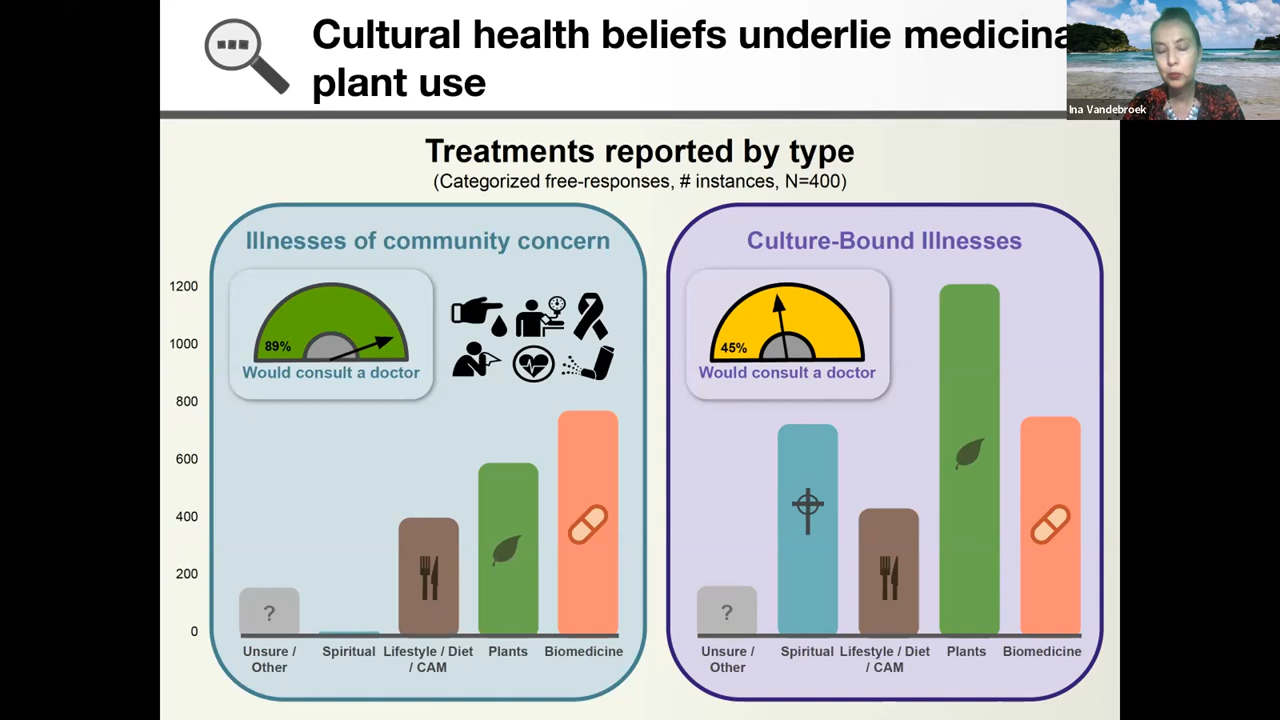 Cultural health beliefs underlie medicina
plant use
Ina Vandebroek
Treatments reported by type
(Categorized free-responses, # instances, N=400)
Illnesses of community concern
89%
Would consult a doctor
1200
1000
800
600
400
200
0
?
Unsure /
Other
Spiritual
Lifestyle / Diet
/ CAM
Plants
Biomedicine
Culture-Bound Illnesses
45%
Would consult a doctor
?
Unsure /
Other
Spiritual
Lifestyle / Diet
/ CAM
Plants
Biomedicine